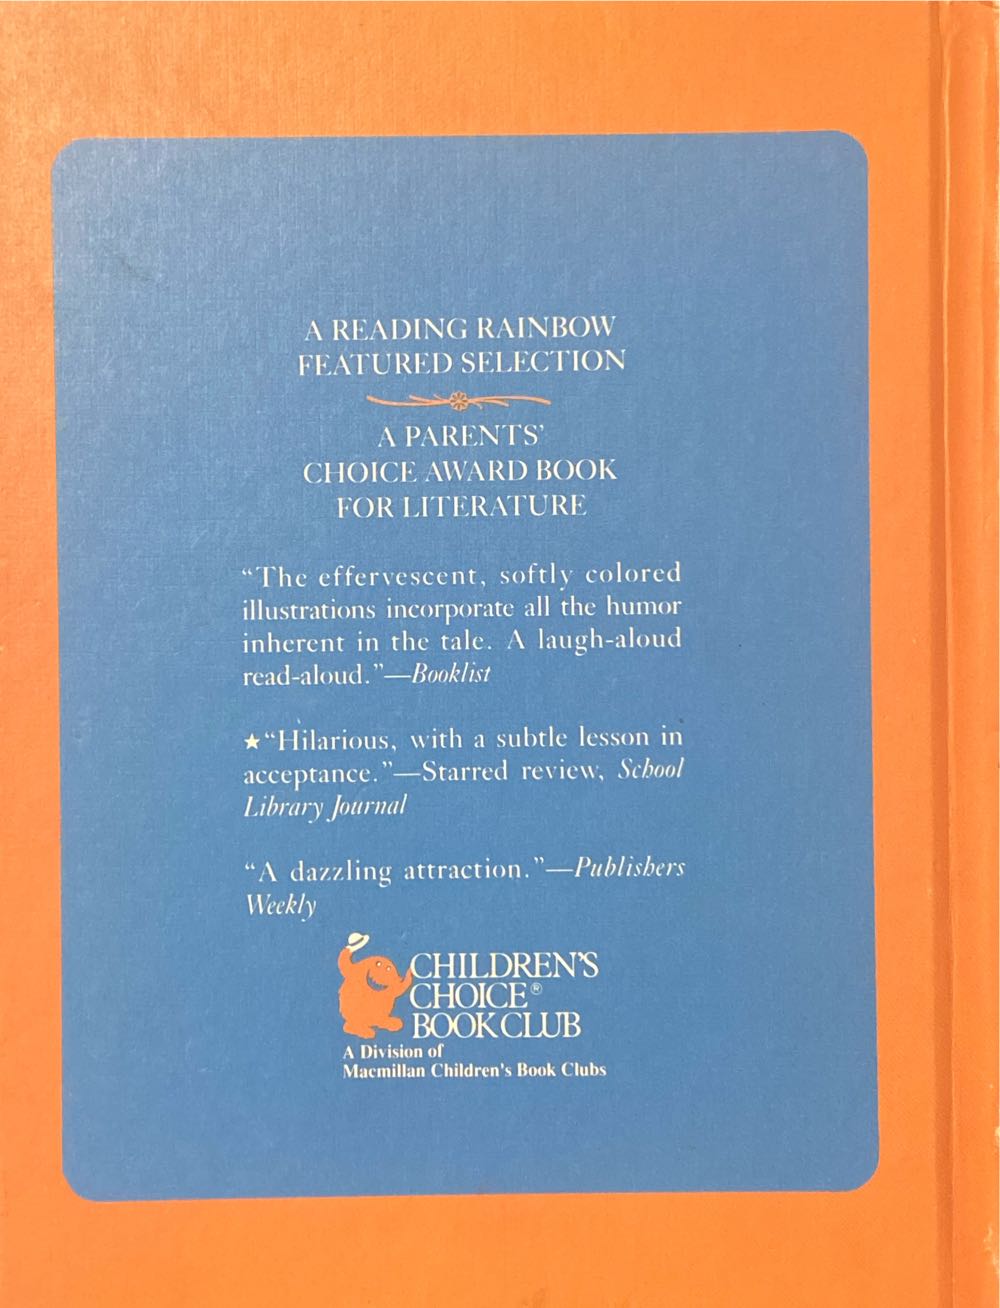 A READING RAINBOW
FEATURED SELECTION
A PARENTS'
CHOICE AWARD BOOK
FOR LITERATURE
“The effervescent, softly colored
illustrations incorporate all the humor
inherent in the tale. A laugh-aloud
read-aloud.”—Booklist
★“Hilarious, with a subtle lesson in
acceptance.”—Starred review, School
Library Journal
“A dazzling attraction.”—Publishers
Weekly
CHILDREN'S
CHOICE®
BOOK CLUB
A Division of
Macmillan Children's Book Clubs